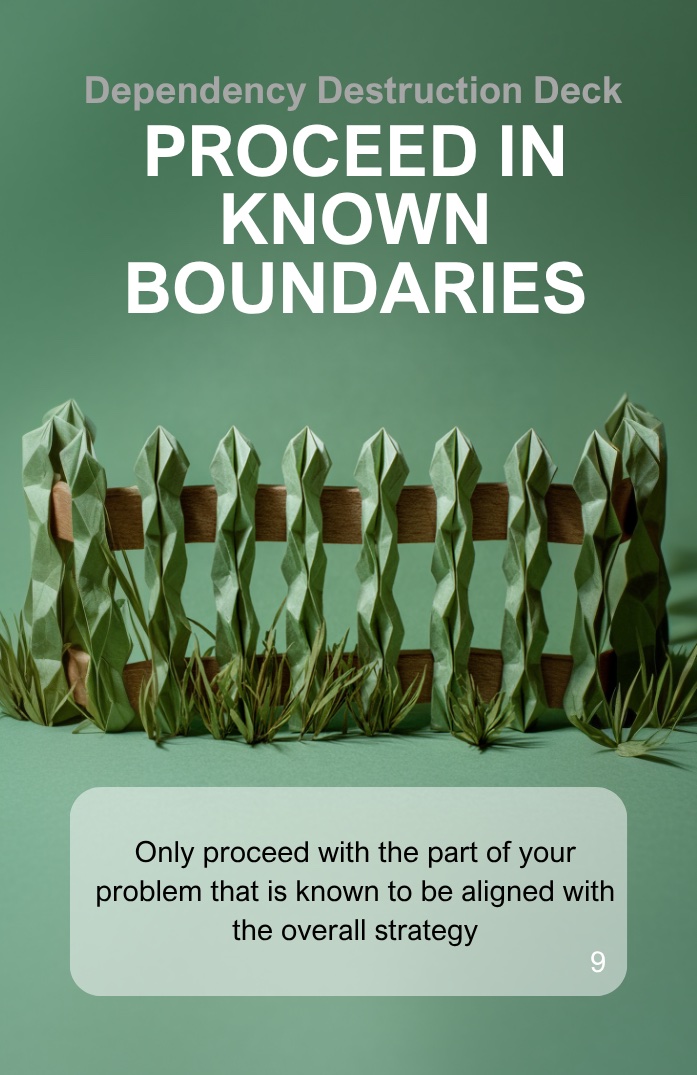 Dependency Destruction Deck
PROCEED IN
KNOWN
BOUNDARIES
Only proceed with the part of your
problem that is known to be aligned with
the overall strategy
9